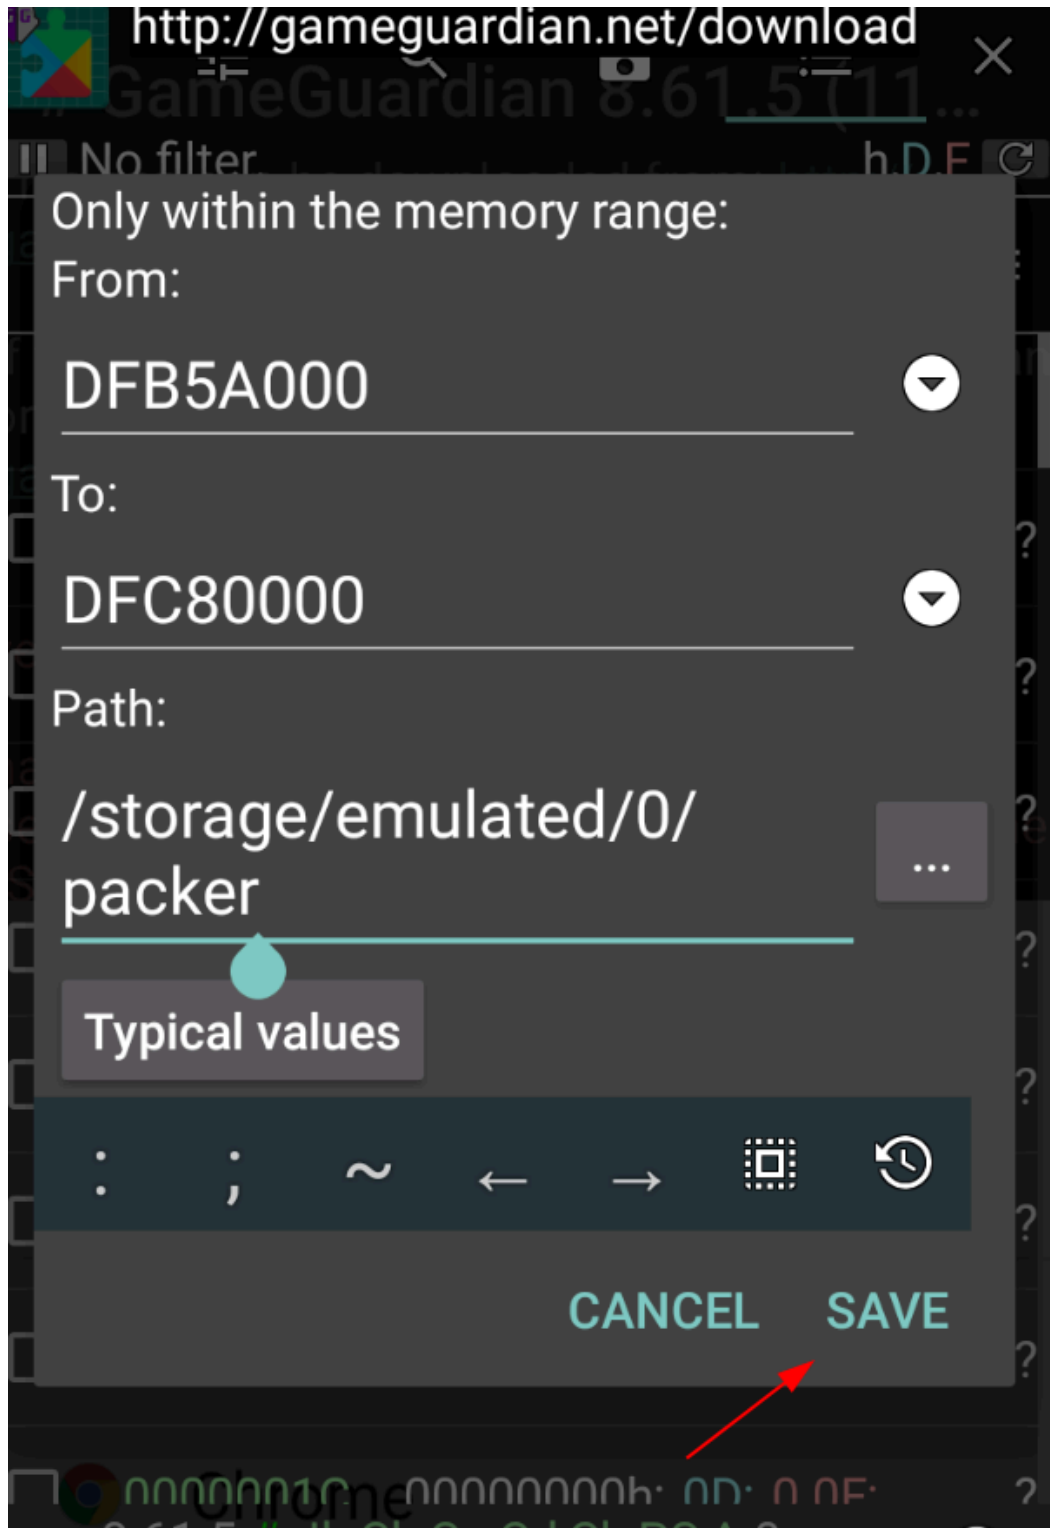 http://gameguardian.net/download
# GameGuardian 8.61.5 (11...
No filter.
h,D,F
Only within the memory range:
From:
DFB5A000
To:
DFC80000
Path:
/storage/emulated/0/
packer
...
Typical values
: ; ~ ← →
CANCEL SAVE
Chrome